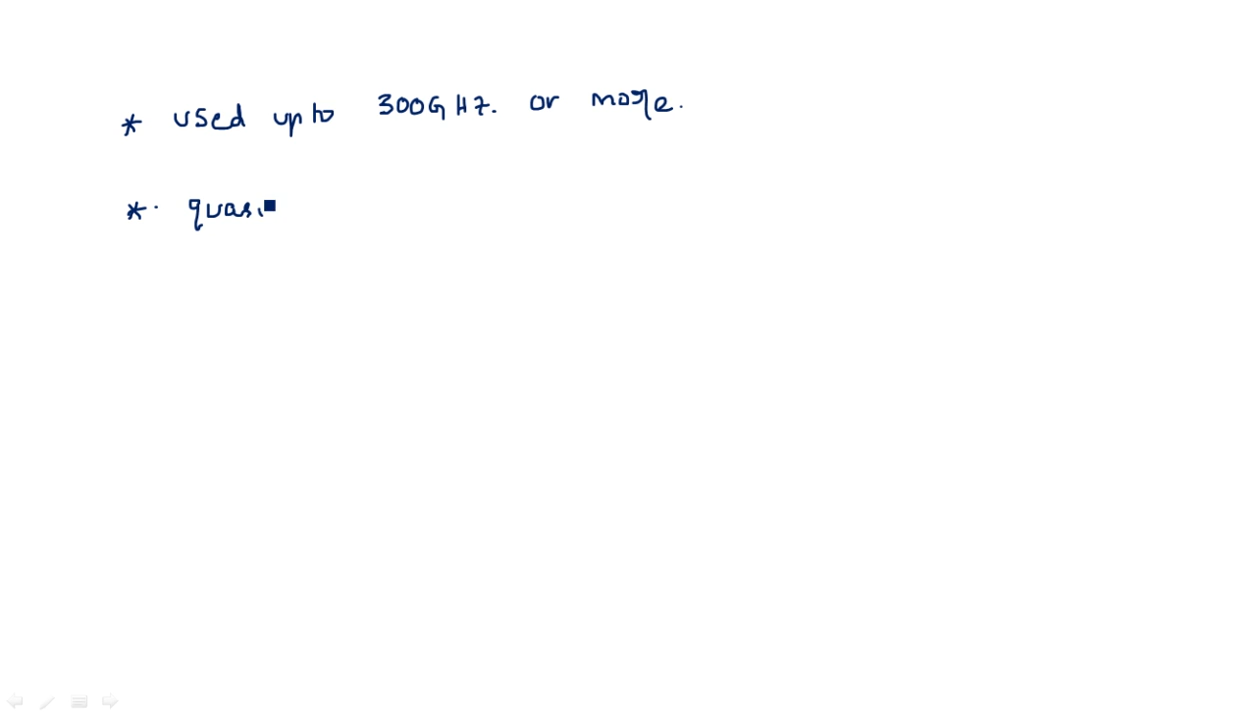 * used upto 300GHz. or more.
*. quasi